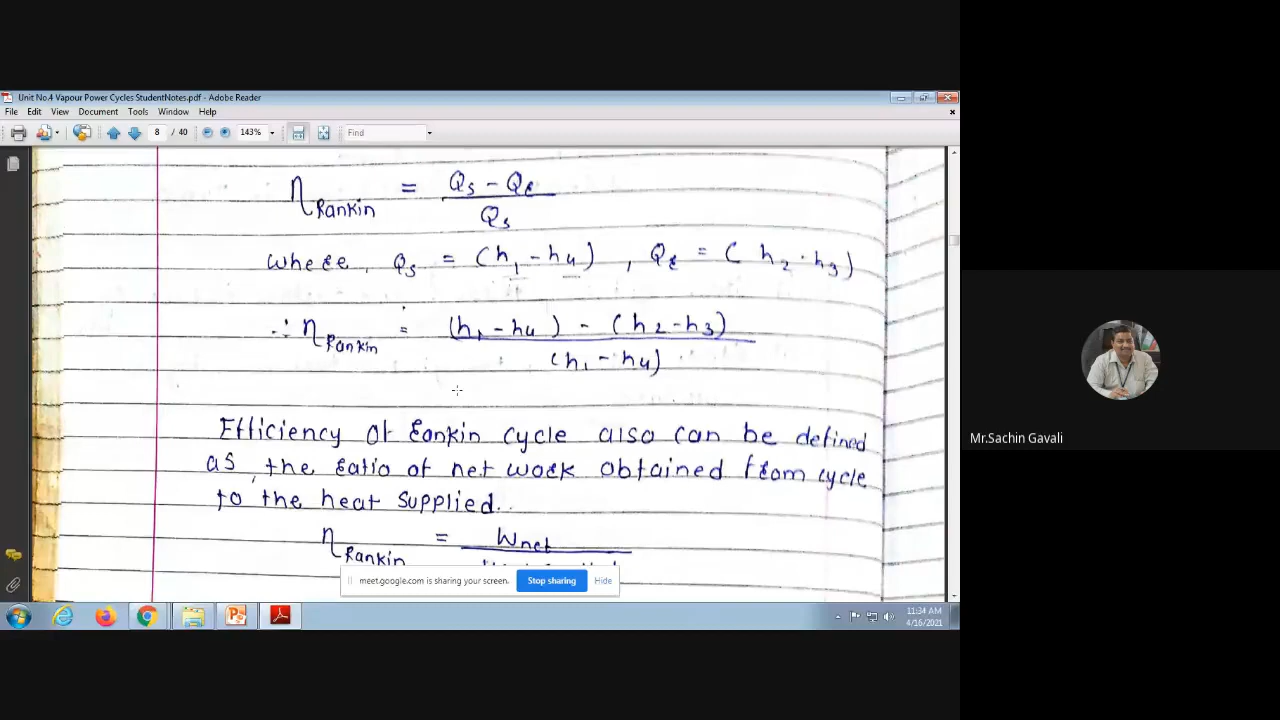 Unit No.4 Vapour Power Cycles StudentNotes.pdf - Adobe Reader
File Edit View Document Tools Window Help
8 / 40 143% Find
η Rankin = Qs - QR
Qs
where, Qs = (h1 - h4) , QR = ( h2 - h3)
∴ η Rankin = (h1 - h4 ) - ( h2 - h3)
(h1 - h4)
Efficiency of Rankin cycle also can be defined
as, the ratio of net work obtained from cycle
to the heat supplied..
η Rankin = Wnet
meet.google.com is sharing your screen. Stop sharing Hide
11:34 AM
4/16/2021
Mr.Sachin Gavali